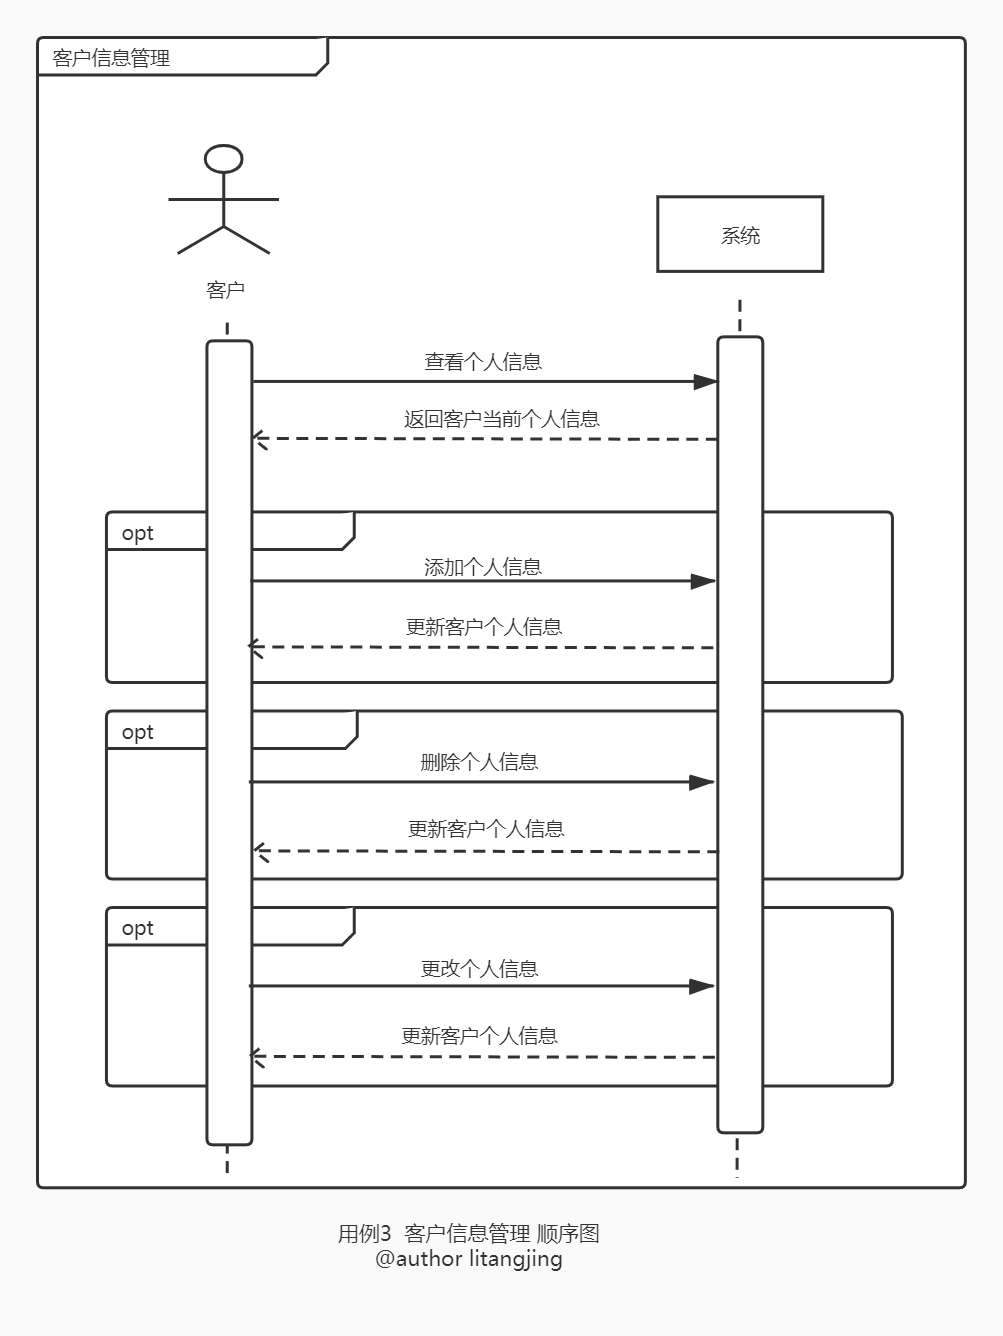 客户信息管理
系统
客户
查看个人信息
返回客户当前个人信息
opt
添加个人信息
更新客户个人信息
opt
删除个人信息
更新客户个人信息
opt
更改个人信息
更新客户个人信息
用例3 客户信息管理 顺序图
@author litangjing